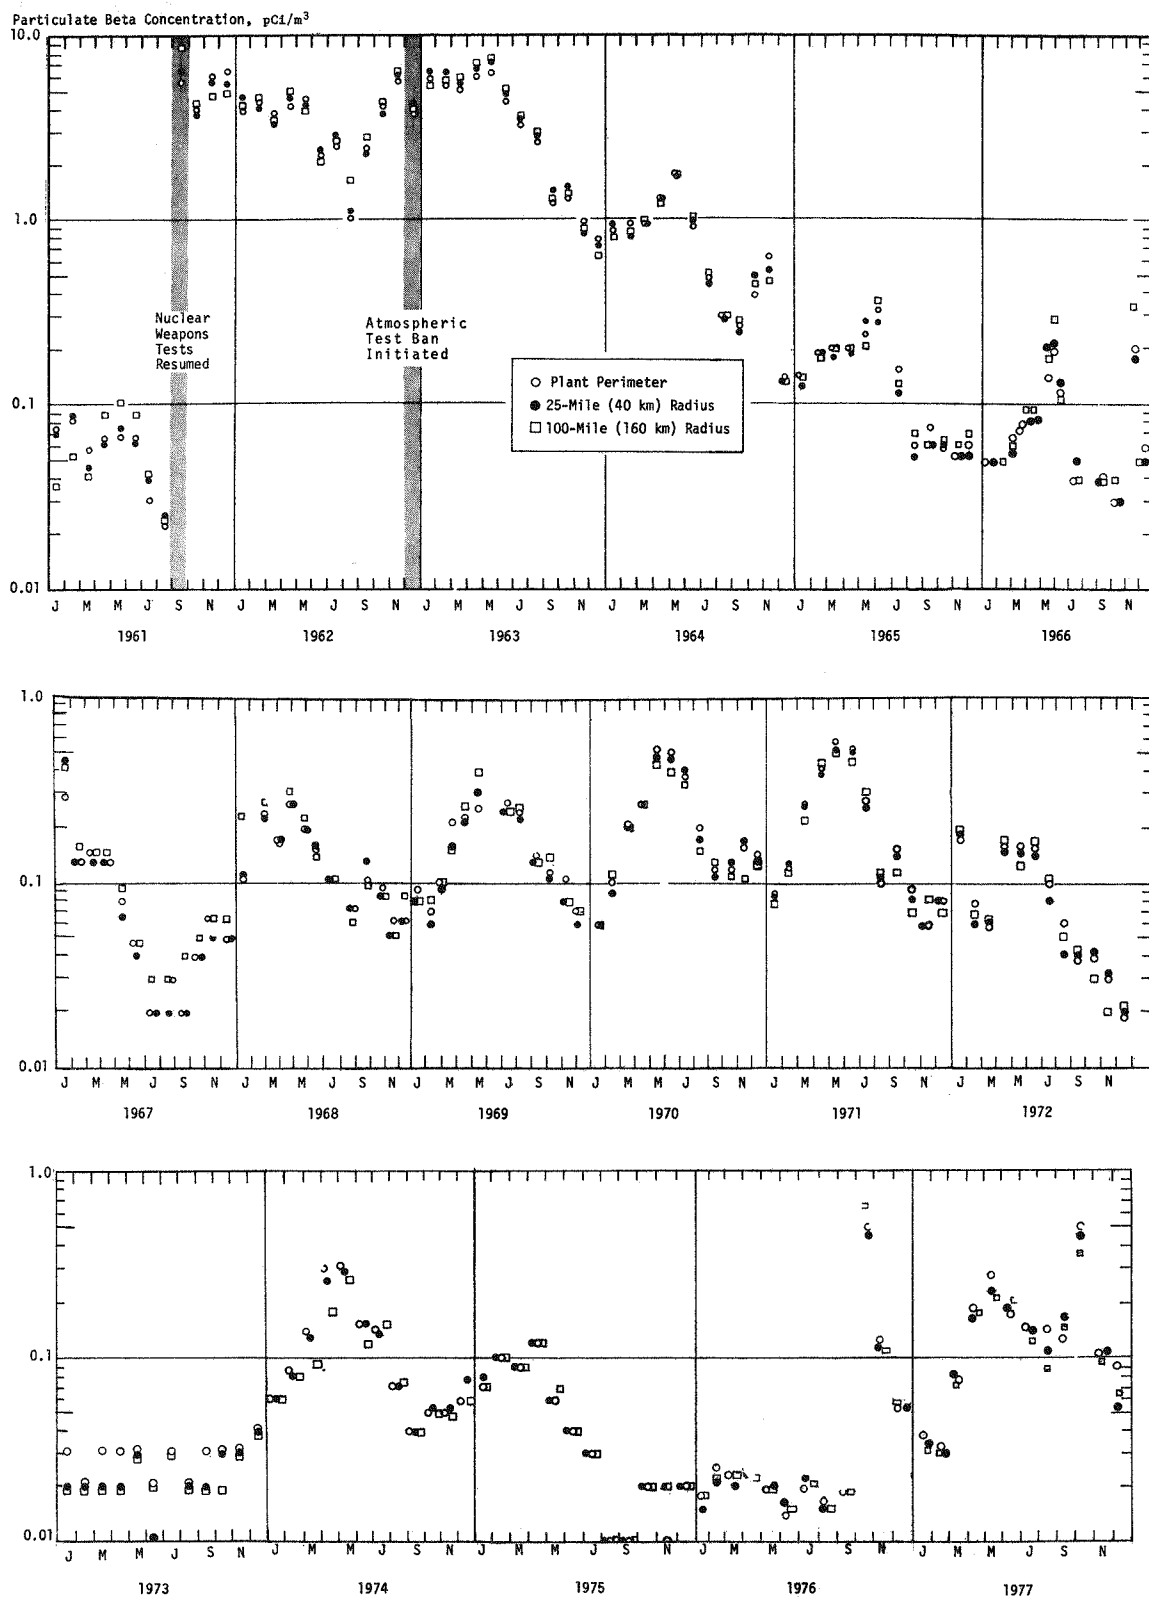 Particulate Beta Concentration, pCi/m³
10.0
1.0
0.1
0.01
Nuclear
Weapons
Tests
Resumed
Atmospheric
Test Ban
Initiated
Plant Perimeter
25-Mile (40 km) Radius
100-Mile (160 km) Radius
J M M J S N J M M J S N J M M J S N J M M J S N J M M J S N J M M J S N
1961 1962 1963 1964 1965 1966
1.0
0.1
0.01
J M M J S N J M M J S N J M M J S N J M M J S N J M M J S N J M M J S N
1967 1968 1969 1970 1971 1972
1.0
0.1
0.01
J M M J S N J M M J S N J M M J S N J M M J S N J M M J S N
1973 1974 1975 1976 1977